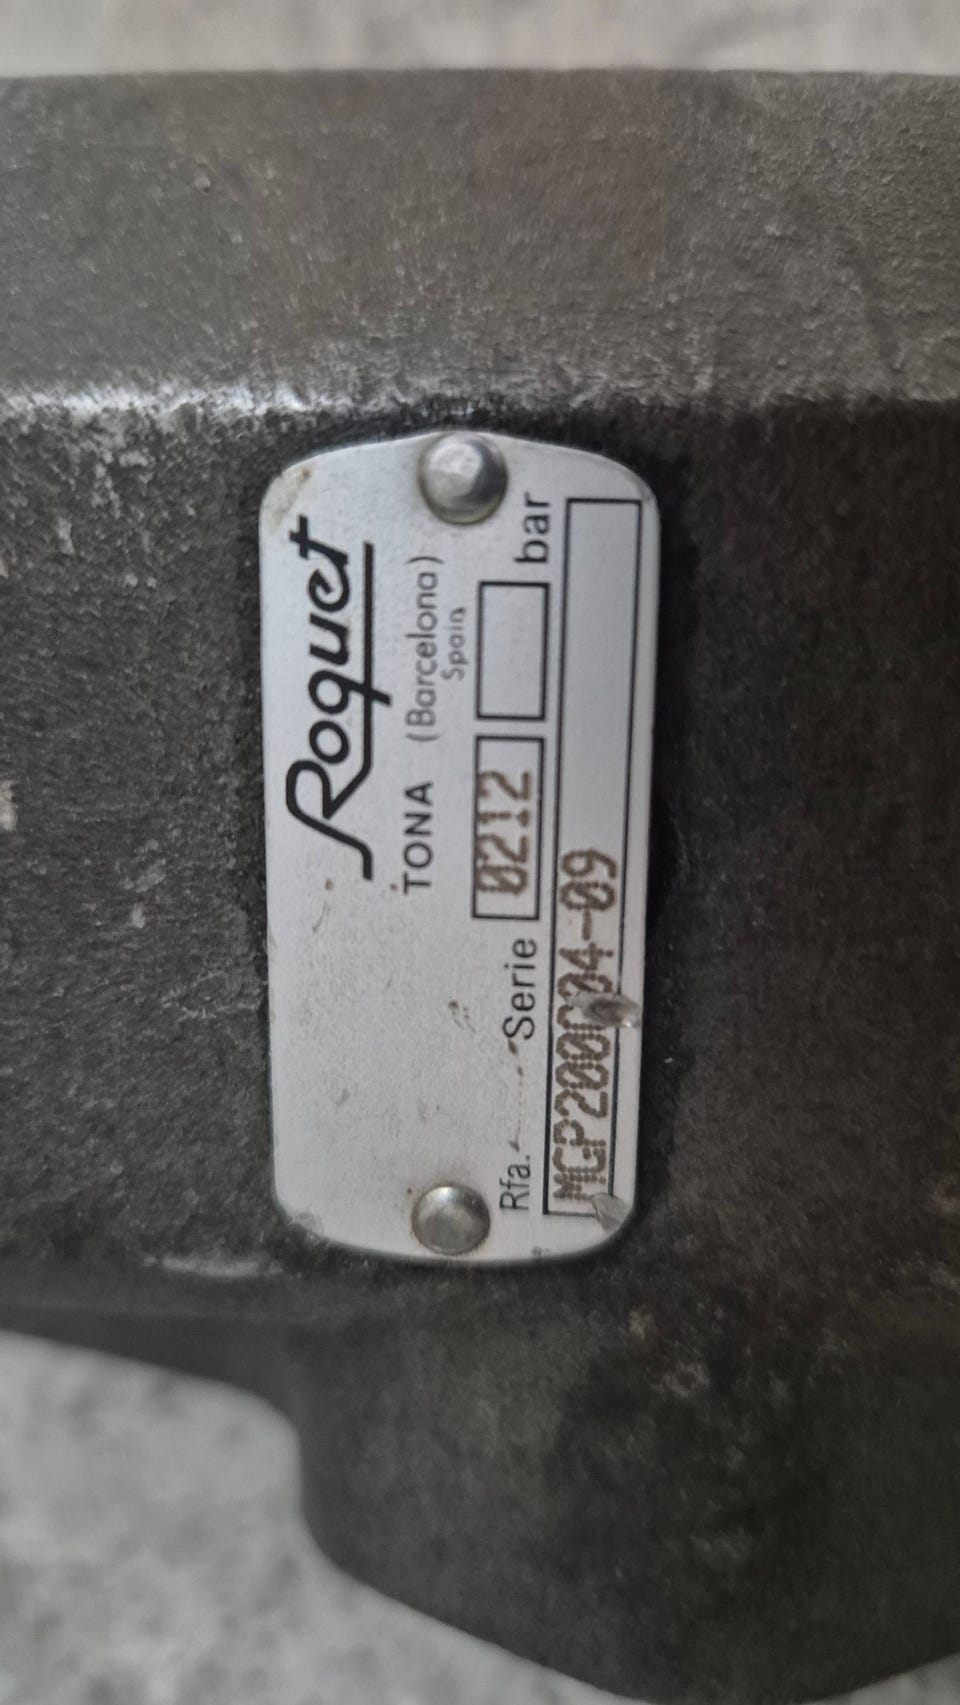 Roquet
TONA (Barcelona)
Spain
Rfa. Serie 0212 bar
MCP200004-09